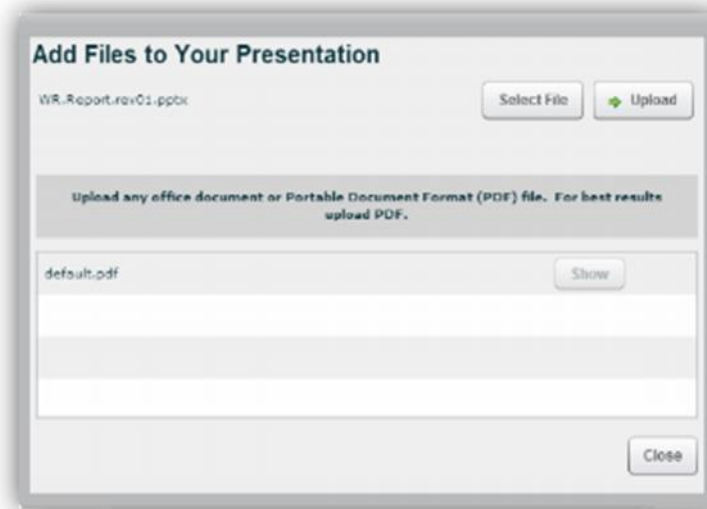 Add Files to Your Presentation
WR.Report.rev01.pptx
Select File
Upload
Upload any office document or Portable Document Format (PDF) file. For best results
upload PDF.
default.pdf
Show
Close